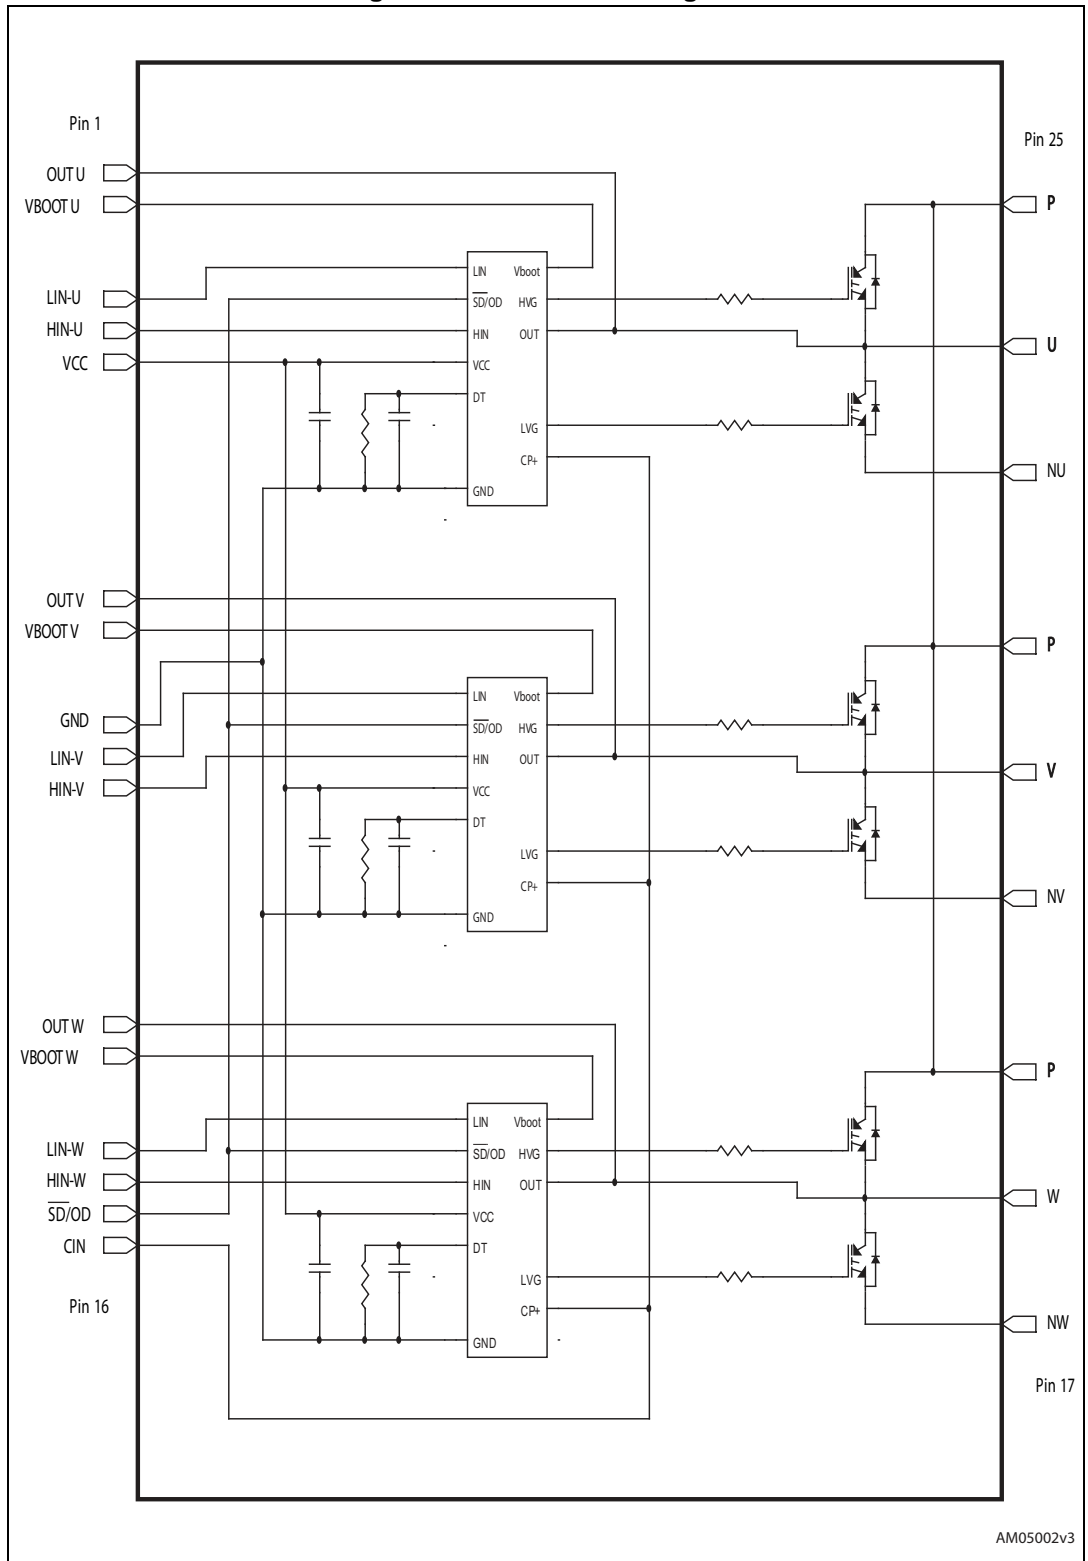 Pin 1
Pin 25
OUT U
VBOOT U
P
LIN-U
HIN-U
VCC
LIN
SD/OD
HIN
VCC
DT
GND
Vboot
HVG
OUT
LVG
CP+
U
NU
OUT V
VBOOT V
P
GND
LIN-V
HIN-V
LIN
SD/OD
HIN
VCC
DT
GND
Vboot
HVG
OUT
LVG
CP+
V
NV
OUT W
VBOOT W
P
LIN-W
HIN-W
SD/OD
CIN
LIN
SD/OD
HIN
VCC
DT
GND
Vboot
HVG
OUT
LVG
CP+
W
NW
Pin 16
Pin 17
AM05002v3